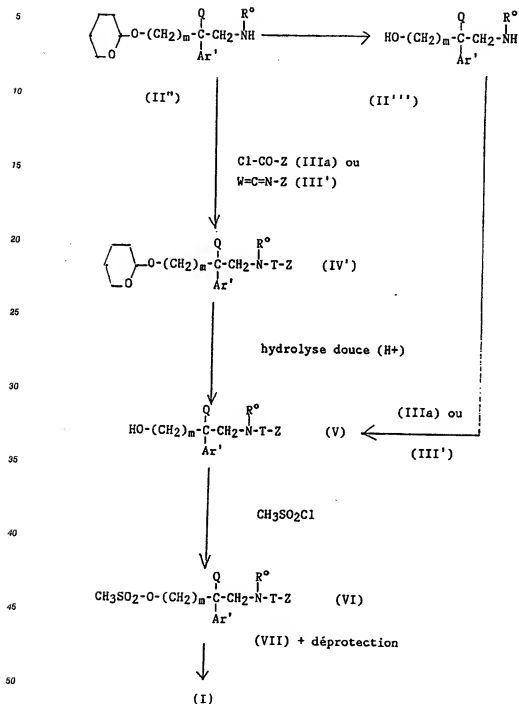 5
Q R°
O-(CH2)m-C-CH2-NH HO-(CH2)m-C-CH2-NH
O Ar' Ar'
10
(II") (II''')
15
Cl-CO-Z (IIIa) ou
W=C=N-Z (III')
20
Q R°
O-(CH2)m-C-CH2-N-T-Z (IV')
O Ar'
25
hydrolyse douce (H+)
30
Q R°
(IIIa) ou
HO-(CH2)m-C-CH2-N-T-Z (V)
Ar' (III')
35
CH3SO2Cl
40
Q R°
CH3SO2-O-(CH2)m-C-CH2-N-T-Z (VI)
45
Ar'
(VII) + déprotection
50
(I)